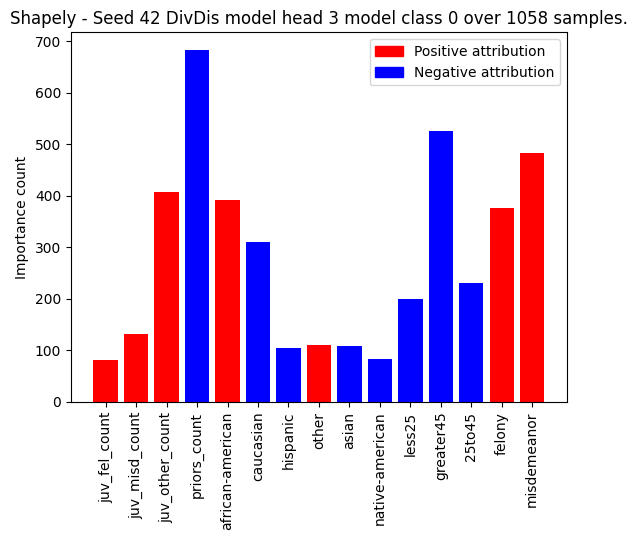 Shapely - Seed 42 DivDis model head 3 model class 0 over 1058 samples.
Positive attribution
Negative attribution
Importance count
700
600
500
400
300
200
100
0
juv_fel_count
juv_misd_count
juv_other_count
priors_count
african-american
caucasian
hispanic
other
asian
native-american
less25
greater45
25to45
felony
misdemeanor